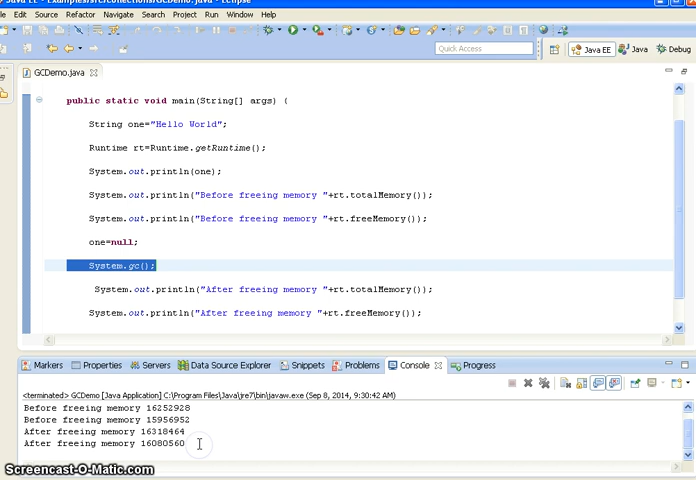 Java EE - Examples/src/collections/GCDemo.java - Eclipse
Edit Source Refactor Navigate Search Project Run Window Help
Quick Access Java EE Java Debug
GCDemo.java
public static void main(String[] args) {
String one="Hello World";
Runtime rt=Runtime.getRuntime();
System.out.println(one);
System.out.println("Before freeing memory "+rt.totalMemory());
System.out.println("Before freeing memory "+rt.freeMemory());
one=null;
System.gc();
System.out.println("After freeing memory "+rt.totalMemory());
System.out.println("After freeing memory "+rt.freeMemory());
Markers Properties Servers Data Source Explorer Snippets Problems Console Progress
<terminated> GCDemo [Java Application] C:\Program Files\Java\jre7\bin\javaw.exe (Sep 8, 2014, 9:30:42 AM)
Before freeing memory 16252928
Before freeing memory 15956952
After freeing memory 16318464
After freeing memory 16080560
Screencast-O-Matic.com